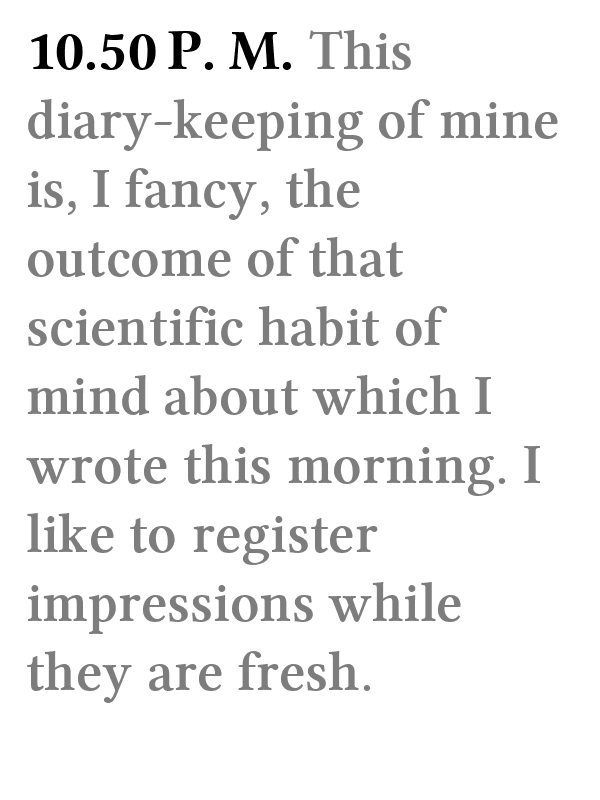 10.50 P. M. This
diary-keeping of mine
is, I fancy, the
outcome of that
scientific habit of
mind about which I
wrote this morning. I
like to register
impressions while
they are fresh.